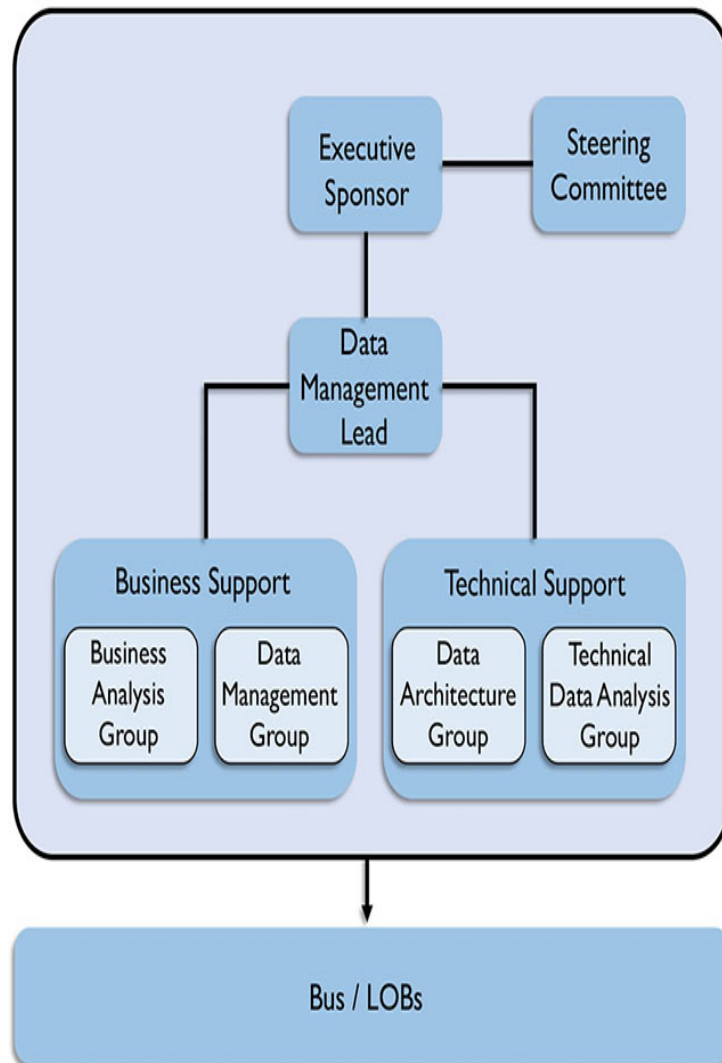 Executive
Sponsor
Steering
Committee
Data
Management
Lead
Business Support
Business
Analysis
Group
Data
Management
Group
Technical Support
Data
Architecture
Group
Technical
Data Analysis
Group
Bus / LOBs